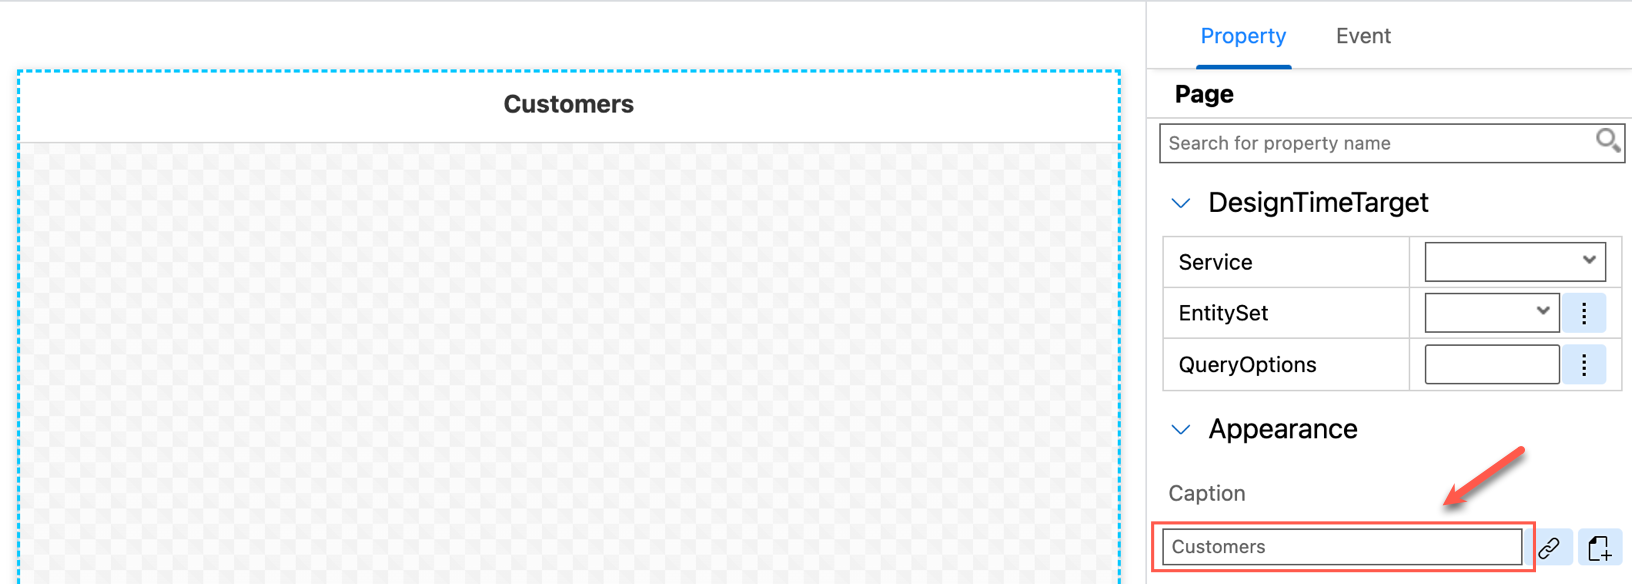 Property Event
Customers
Page
Search for property name
DesignTimeTarget
Service
EntitySet
QueryOptions
Appearance
Caption
Customers